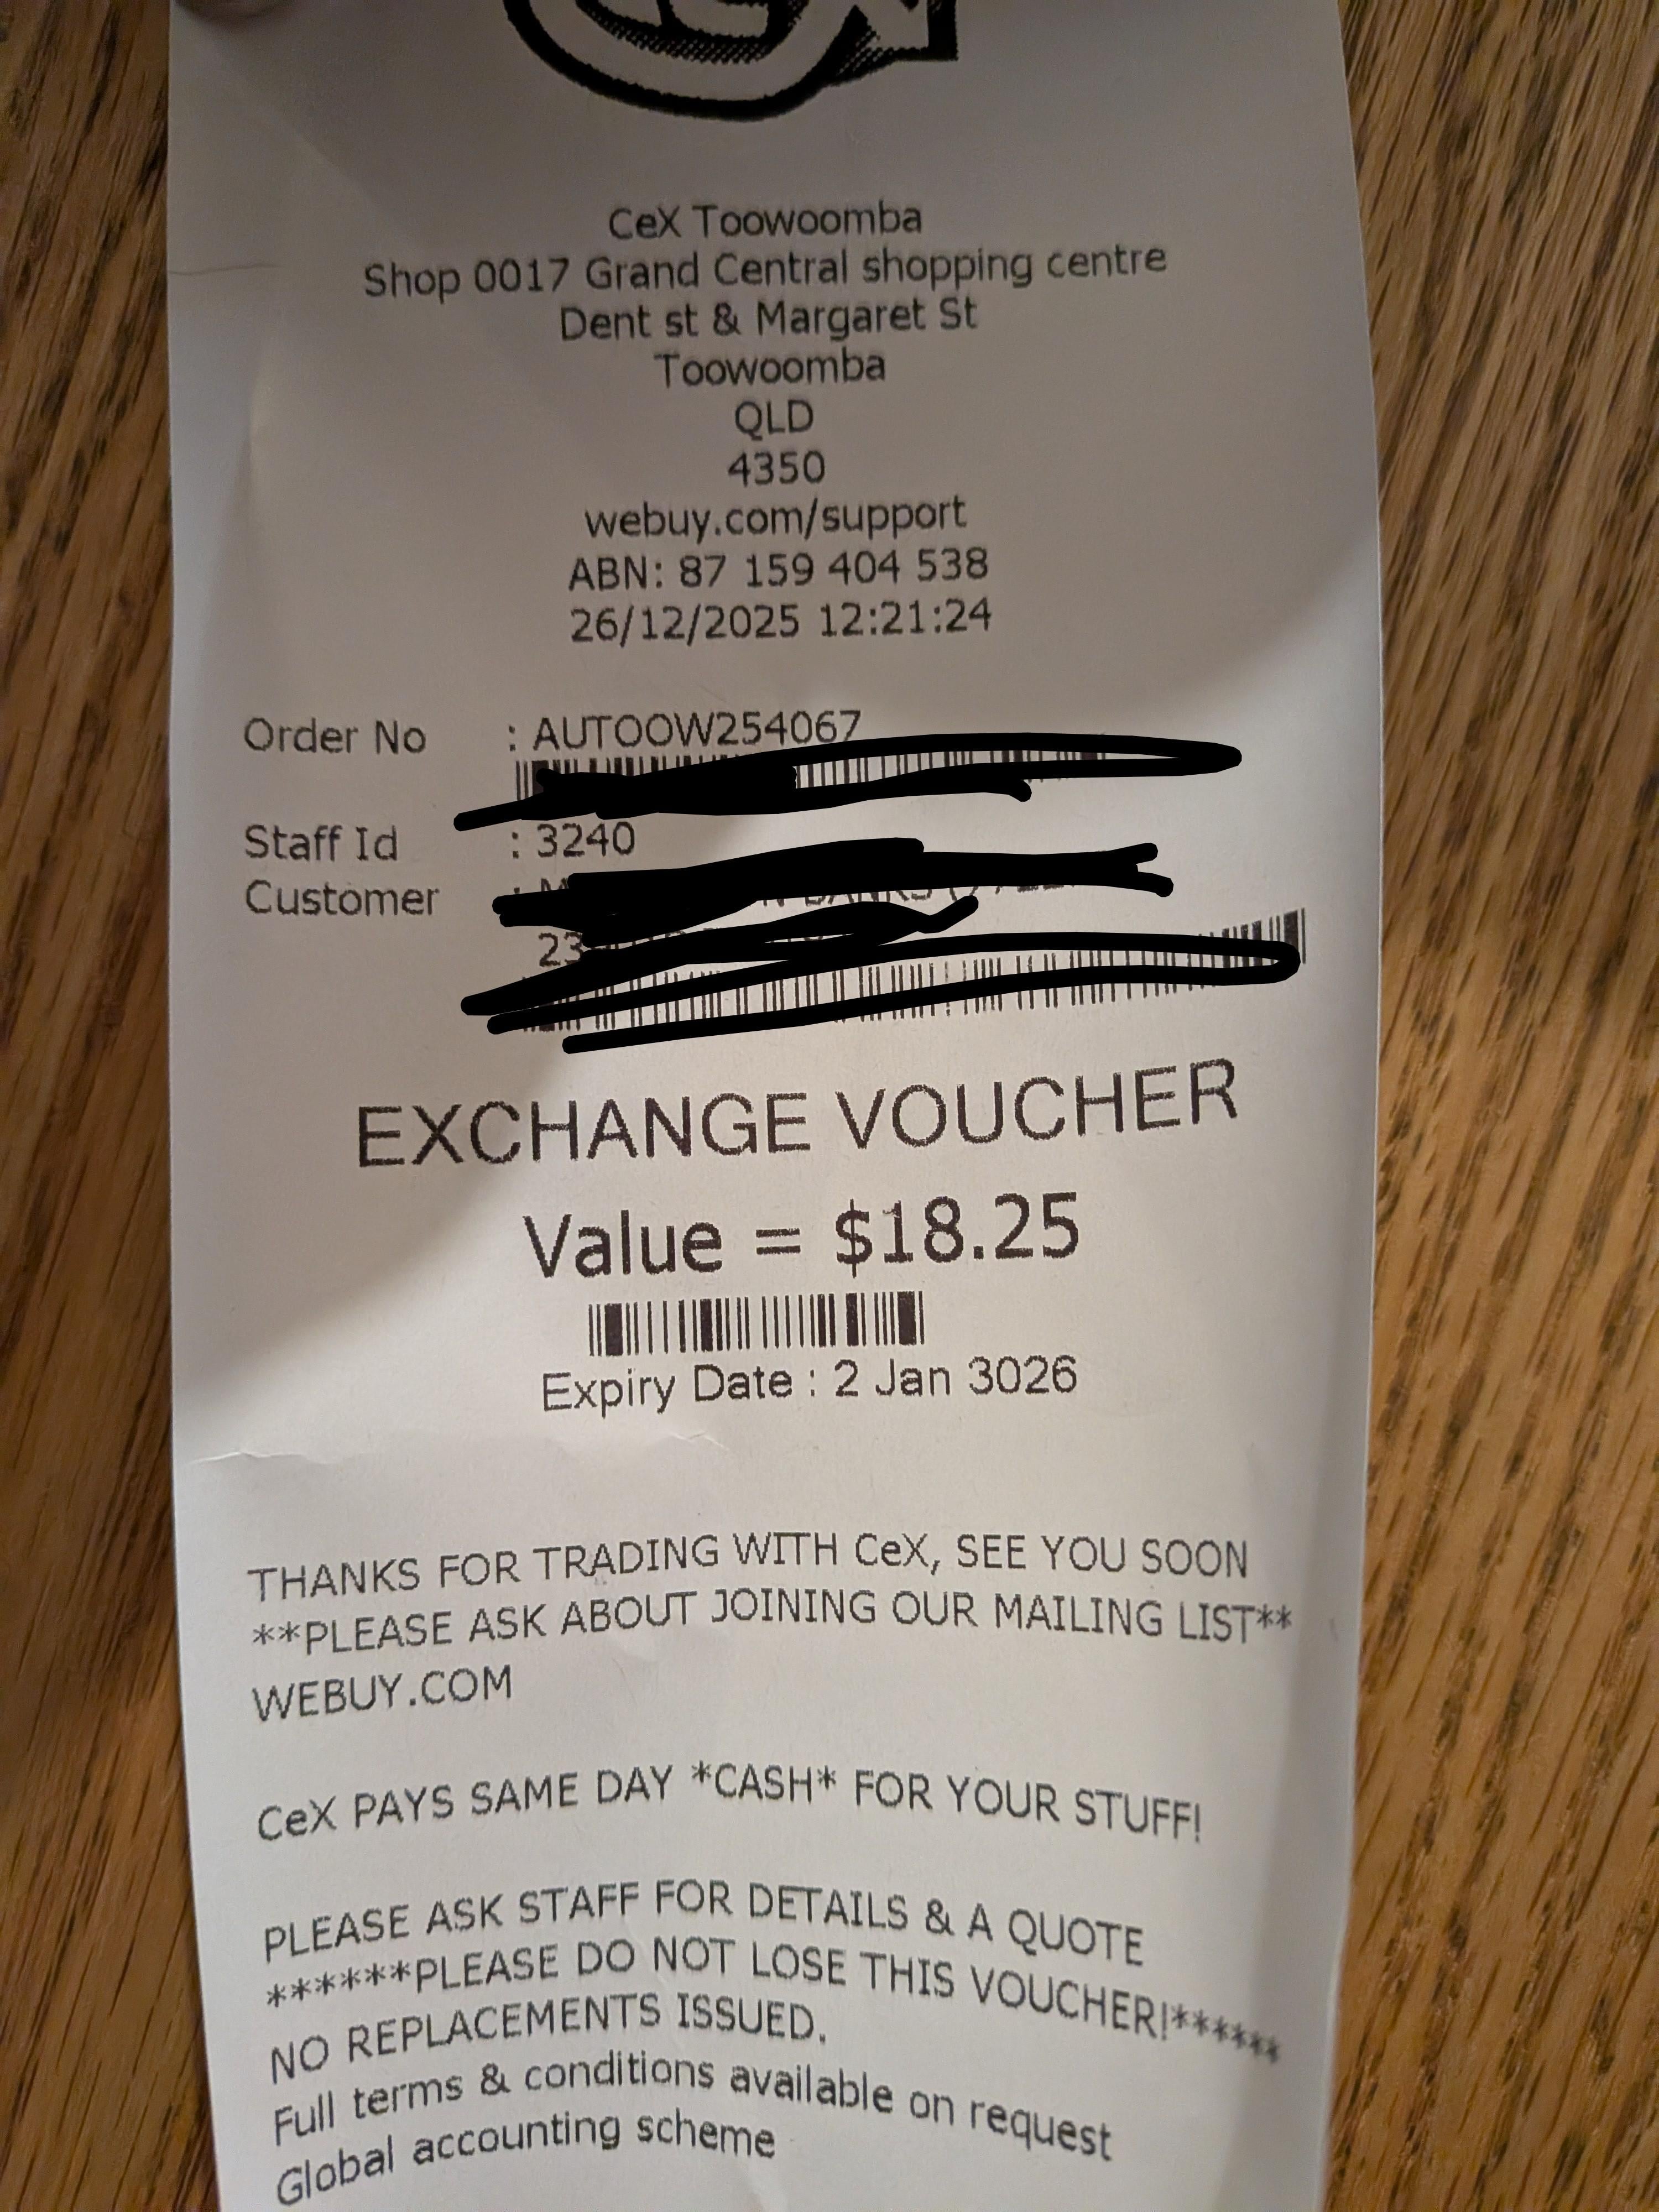 CeX Toowoomba
Shop 0017 Grand Central shopping centre
Dent st & Margaret St
Toowoomba
QLD
4350
webuy.com/support
ABN: 87 159 404 538
26/12/2025 12:21:24
Order No : AUTOOW254067
Staff Id : 3240
Customer :
EXCHANGE VOUCHER
Value = $18.25
Expiry Date : 2 Jan 3026
THANKS FOR TRADING WITH CeX, SEE YOU SOON
**PLEASE ASK ABOUT JOINING OUR MAILING LIST**
WEBUY.COM
CeX PAYS SAME DAY *CASH* FOR YOUR STUFF!
PLEASE ASK STAFF FOR DETAILS & A QUOTE
******PLEASE DO NOT LOSE THIS VOUCHER!******
NO REPLACEMENTS ISSUED.
Full terms & conditions available on request
Global accounting scheme